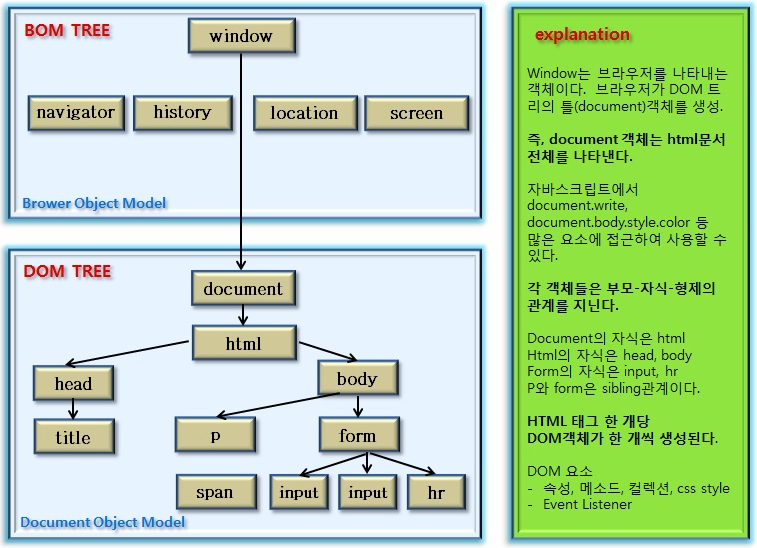 BOM TREE
window
navigator
history
location
screen
Brower Object Model
DOM TREE
document
html
head
body
title
p
form
span
input
input
hr
Document Object Model
explanation
Window는 브라우저를 나타내는
객체이다. 브라우저가 DOM 트
리의 틀(document)객체를 생성.
즉, document 객체는 html문서
전체를 나타낸다.
자바스크립트에서
document.write,
document.body.style.color 등
많은 요소에 접근하여 사용할 수
있다.
각 객체들은 부모-자식-형제의
관계를 지닌다.
Document의 자식은 html
Html의 자식은 head, body
Form의 자식은 input, hr
P와 form은 sibling관계이다.
HTML 태그 한 개당
DOM객체가 한 개씩 생성된다.
DOM 요소
- 속성, 메소드, 컬렉션, css style
- Event Listener